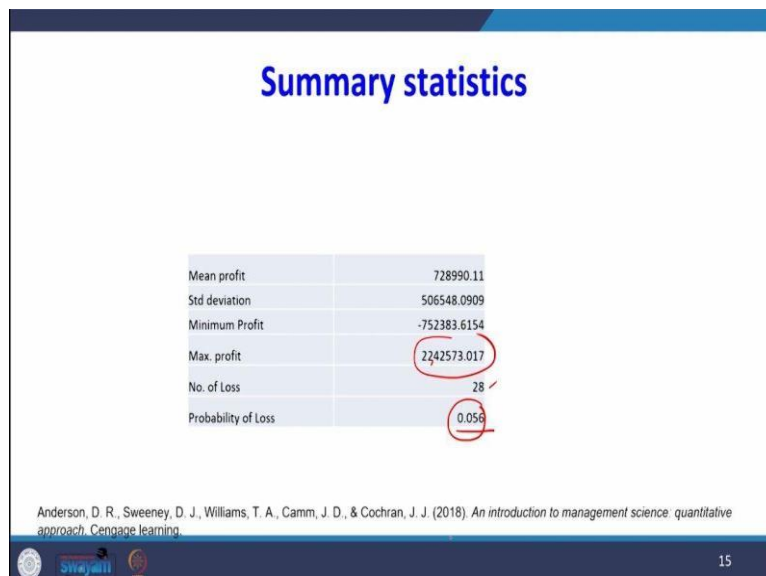 Summary statistics
Mean profit 728990.11
Std deviation 506548.0909
Minimum Profit -752383.6154
Max. profit 2242573.017
No. of Loss 28
Probability of Loss 0.056
Anderson, D. R., Sweeney, D. J., Williams, T. A., Camm, J. D., & Cochran, J. J. (2018). An introduction to management science: quantitative
approach. Cengage learning.
swayam 15